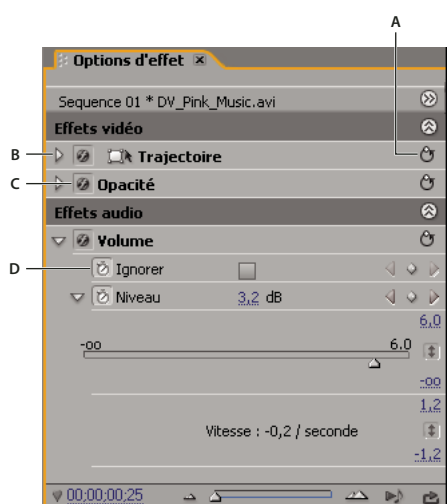 A
Options d'effet
Sequence 01 * DV_Pink_Music.avi
Effets vidéo
B
Trajectoire
C
Opacité
Effets audio
Volume
D
Ignorer
Niveau 3,2 dB
6,0
-oo 6.0
-oo
1,2
Vitesse : -0,2 / seconde
-1,2
00;00;00;25